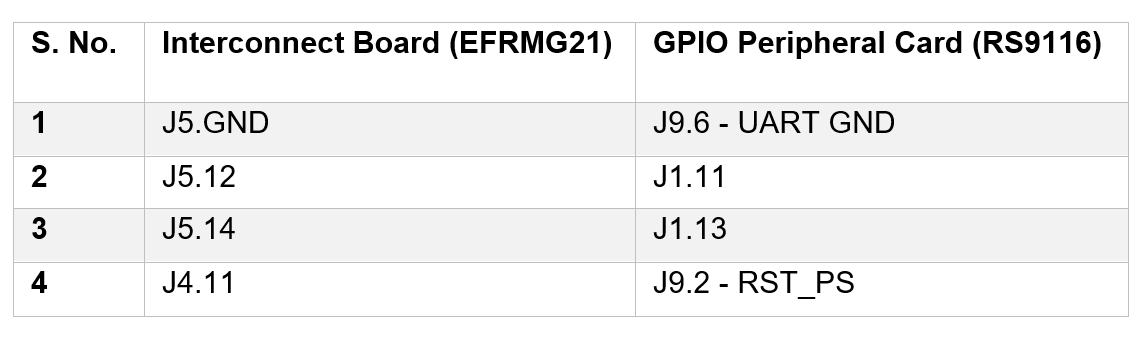 S. No. Interconnect Board (EFRMG21) GPIO Peripheral Card (RS9116)
1 J5.GND J9.6 - UART GND
2 J5.12 J1.11
3 J5.14 J1.13
4 J4.11 J9.2 - RST_PS